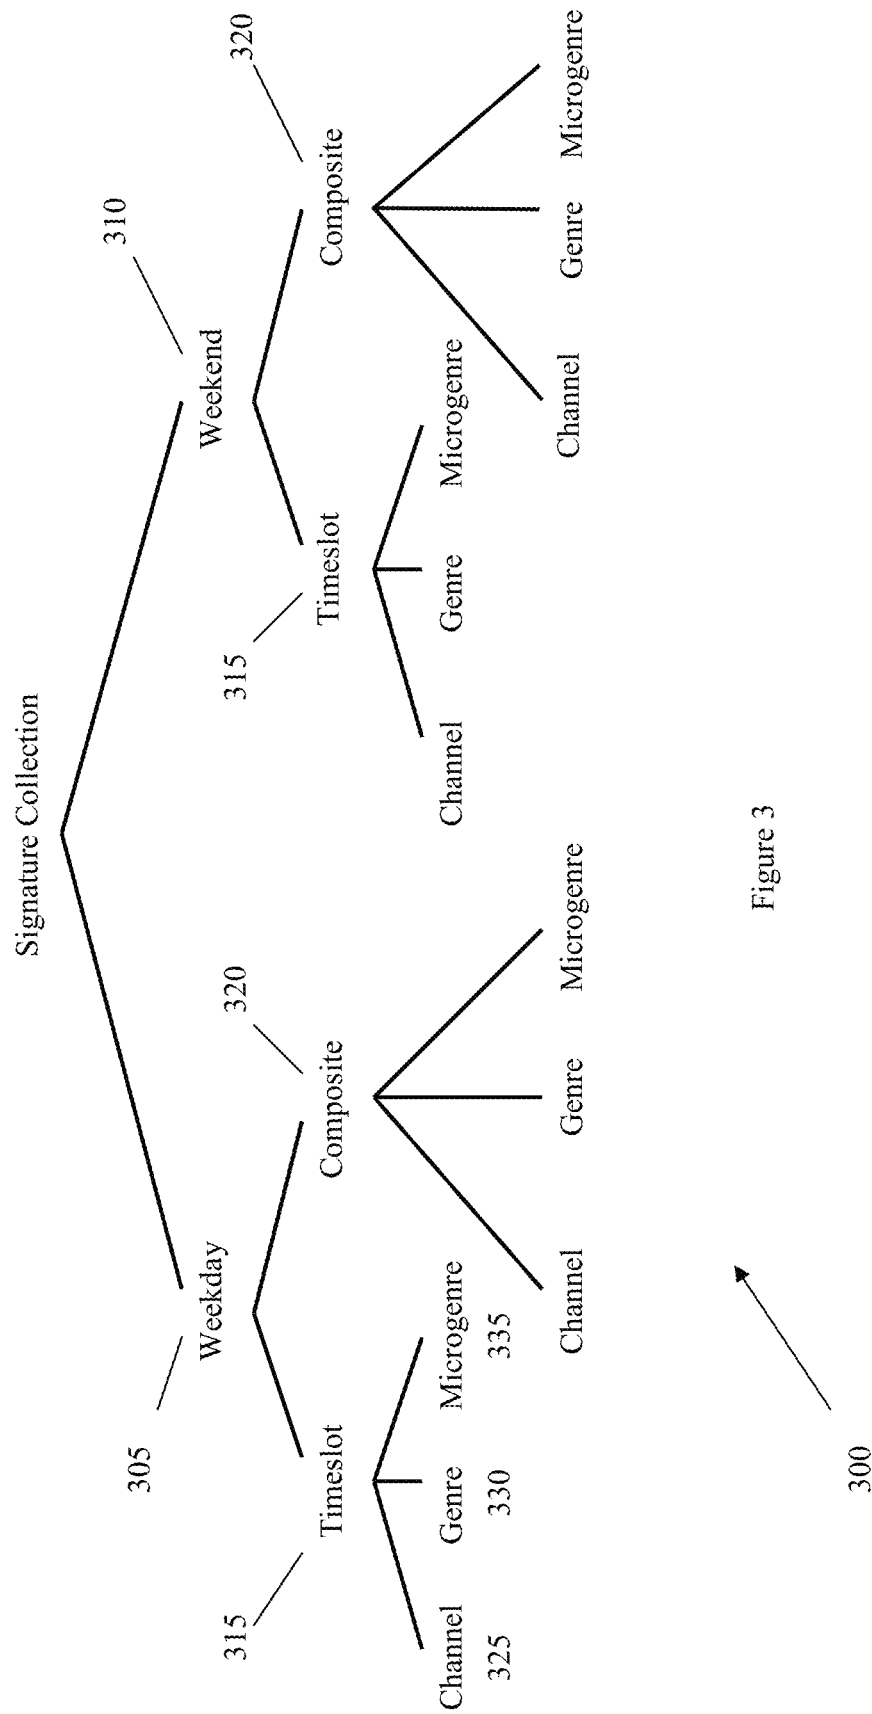 Signature Collection
305
Weekday
310
Weekend
315
Timeslot
320
Composite
315
Timeslot
320
Composite
Channel
Genre
Microgenre
Channel
Genre
Microgenre
325
330
335
Channel
Genre
Microgenre
Channel
Genre
Microgenre
300
Figure 3